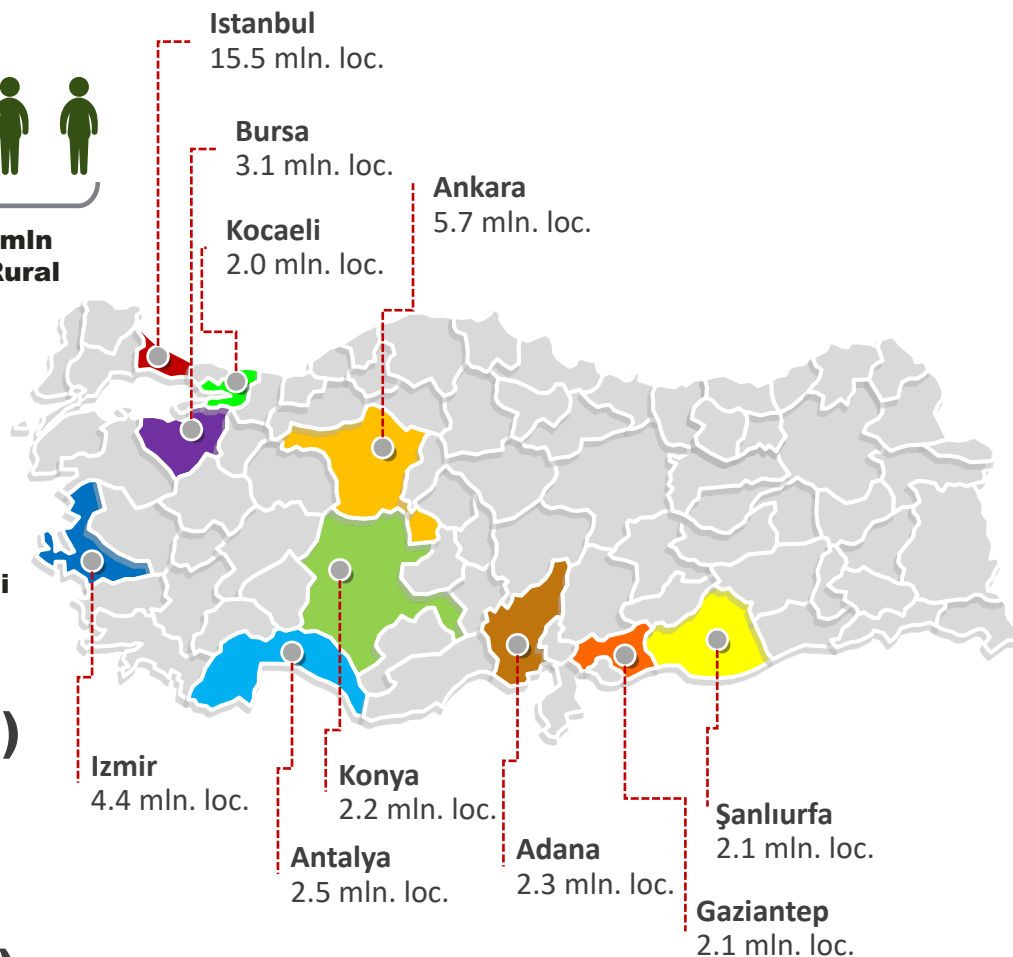 Istanbul
15.5 mln. loc.
Bursa
3.1 mln. loc.
Ankara
5.7 mln. loc.
Kocaeli
2.0 mln. loc.
mln
Rural
i
)
Izmir
4.4 mln. loc.
Konya
2.2 mln. loc.
Antalya
2.5 mln. loc.
Adana
2.3 mln. loc.
Şanlıurfa
2.1 mln. loc.
Gaziantep
2.1 mln. loc.
)